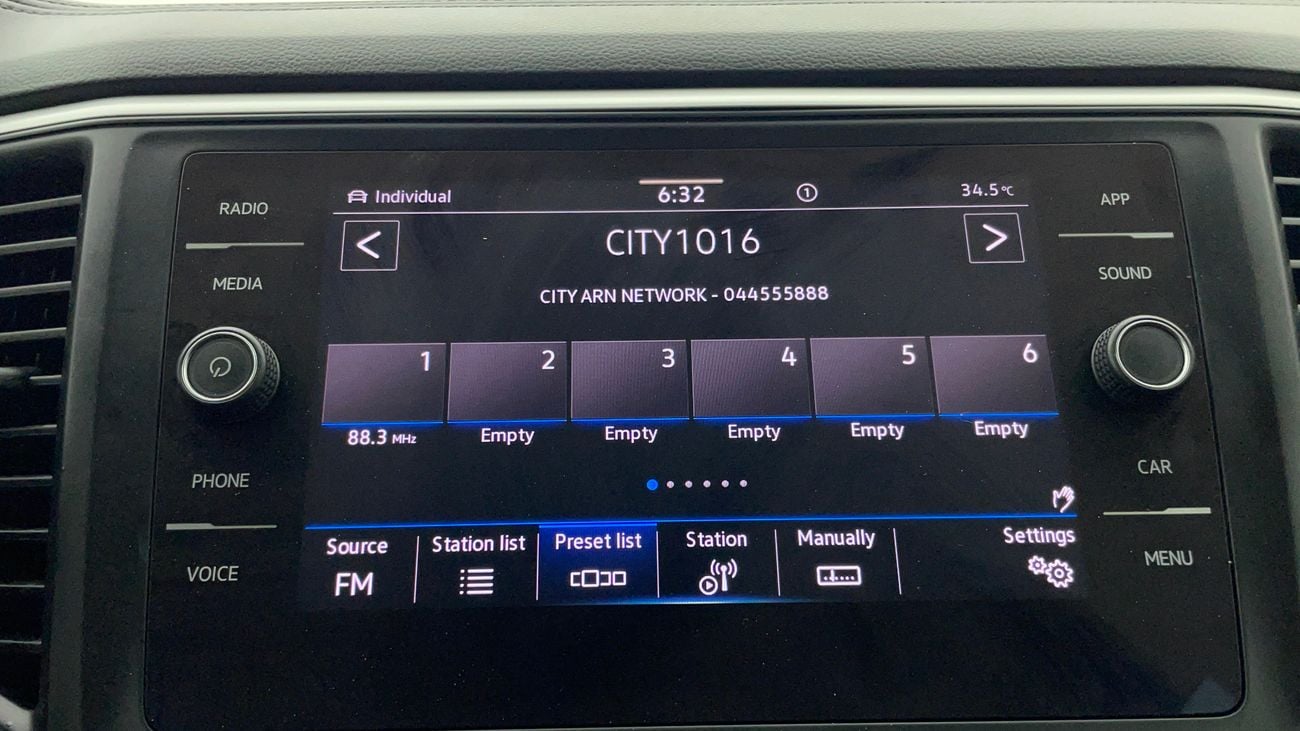 RADIO
MEDIA
PHONE
VOICE
Individual 6:32 1 34.5°C
< CITY1016 >
CITY ARN NETWORK - 044555888
1 2 3 4 5 6
88.3 MHz Empty Empty Empty Empty Empty
Source Station list Preset list Station Manually Settings
FM
APP
SOUND
CAR
MENU